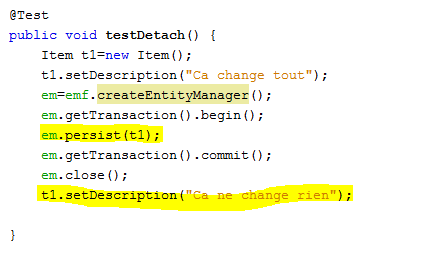 @Test
public void testDetach() {
Item t1=new Item();
t1.setDescription("Ca change tout");
em=emf.createEntityManager();
em.getTransaction().begin();
em.persist(t1);
em.getTransaction().commit();
em.close();
t1.setDescription("Ca ne change rien");
}